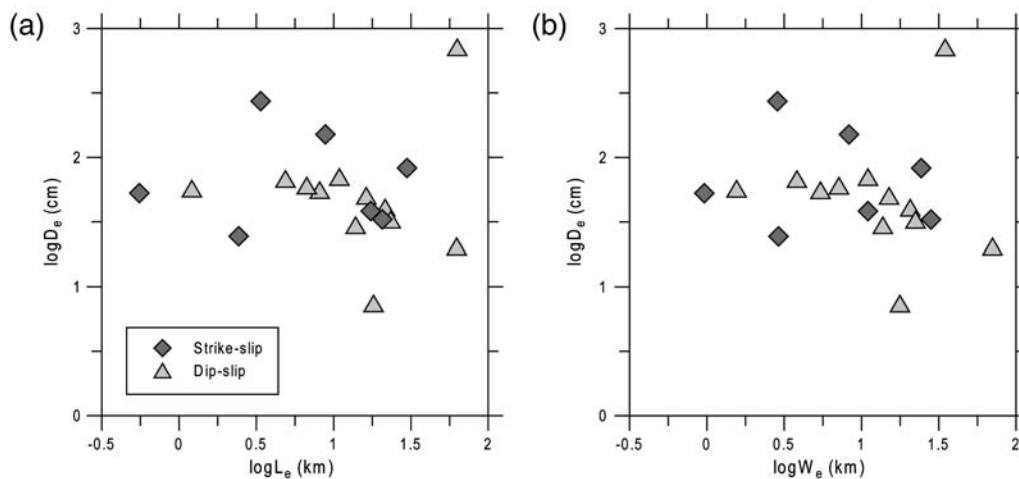 (a)
3
2
1
0
logDe (cm)
-0.5 0 0.5 1 1.5 2
logLe (km)
Strike-slip
Dip-slip
(b)
3
2
1
0
logDe (cm)
-0.5 0 0.5 1 1.5 2
logWe (km)